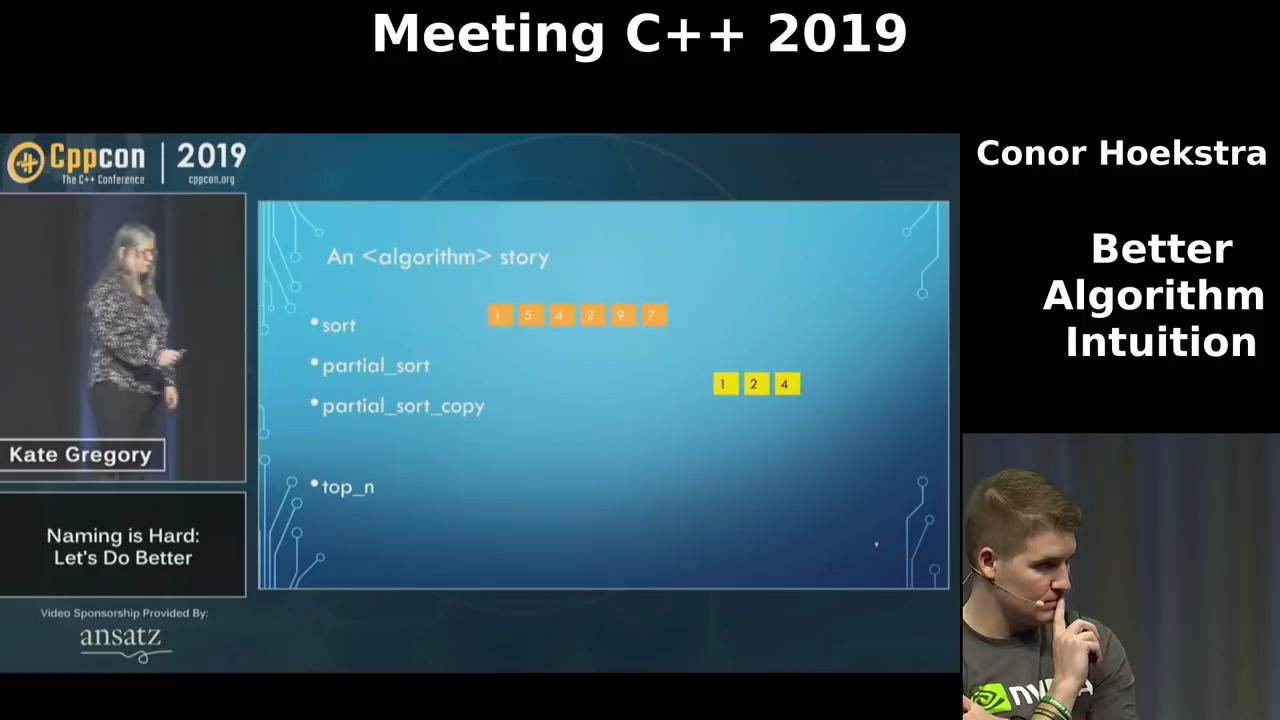 Meeting C++ 2019
Cppcon | 2019
The C++ Conference
cppcon.org
Kate Gregory
Naming is Hard:
Let's Do Better
Video Sponsorship Provided By:
ansatz
An <algorithm> story
1 5 4 2 9 7
• sort
• partial_sort
1 2 4
• partial_sort_copy
• top_n
9
Conor Hoekstra
Better
Algorithm
Intuition